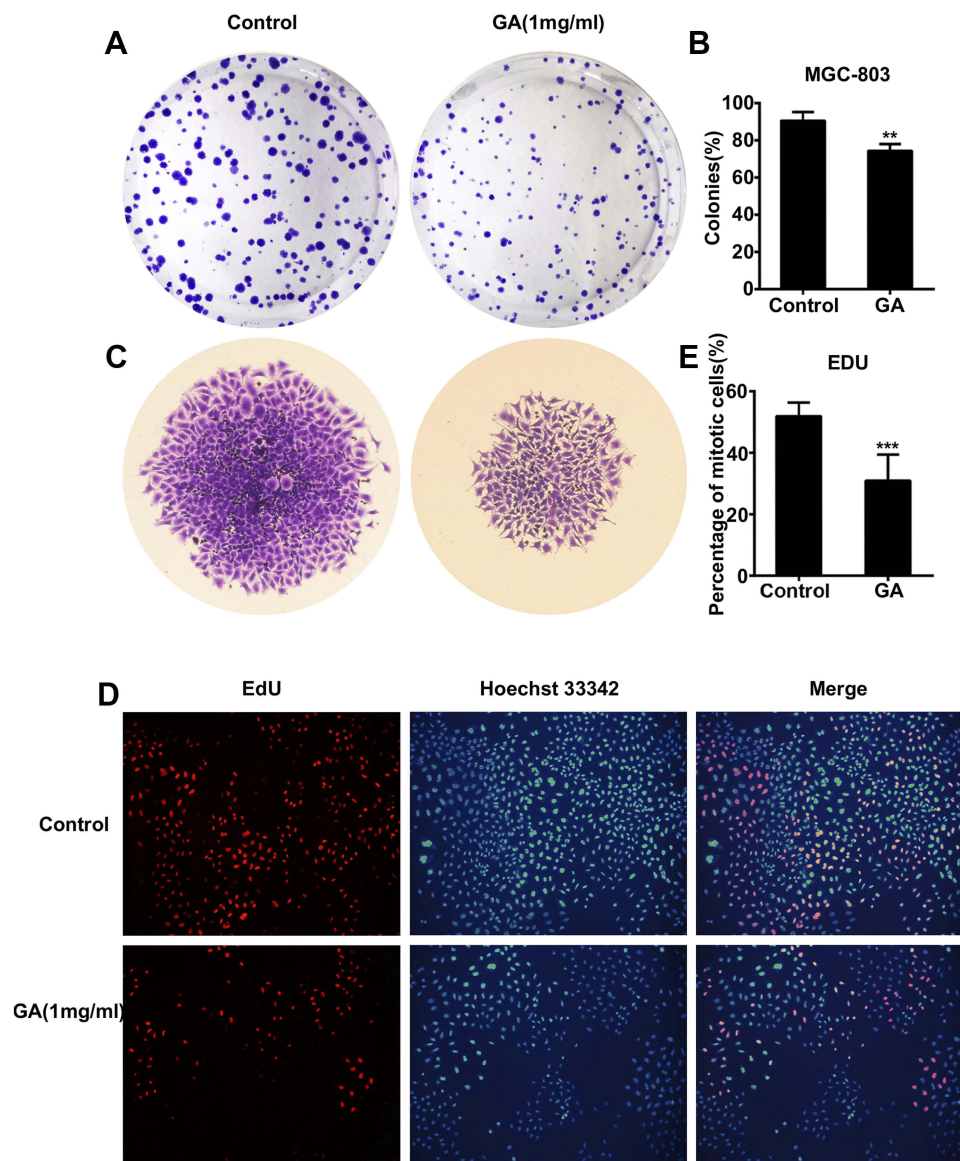 A
Control
GA(1mg/ml)
B
MGC-803
Colonies(%)
100
80
60
40
20
0
**
Control
GA
C
E
EDU
Percentage of mitotic cells(%)
60
40
20
0
***
Control
GA
D
EdU
Hoechst 33342
Merge
Control
GA(1mg/ml)